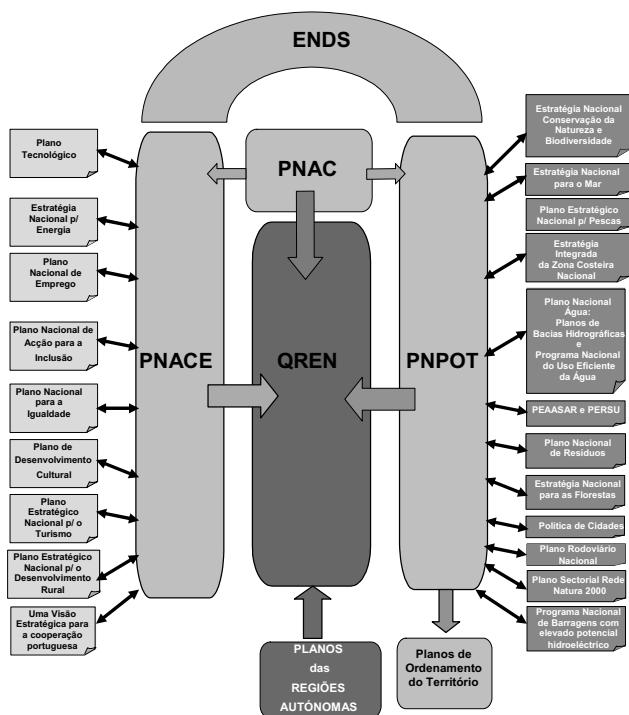 ENDS
PNAC
PNACE
QREN
PNPOT
Plano
Tecnológico
Estratégia
Nacional p/
Energia
Plano
Nacional de
Emprego
Plano Nacional de
Acção para a
Inclusão
Plano Nacional
para a
Igualdade
Plano de
Desenvolvimento
Cultural
Plano
Estratégico
Nacional p/ o
Turismo
Plano Estratégico
Nacional p/ o
Desenvolvimento
Rural
Uma Visão
Estratégica para
a cooperação
portuguesa
Estratégia Nacional
Conservação da
Natureza e
Biodiversidade
Estratégia Nacional
para o Mar
Plano Estratégico
Nacional p/ Pescas
Estratégia
Integrada
da Zona Costeira
Nacional
Plano Nacional
Água:
Planos de
Bacias Hidrográficas
e
Programa Nacional
do Uso Eficiente
da Água
PEAASAR e PERSU
Plano Nacional
de Resíduos
Estratégia Nacional
para as Florestas
Politica de Cidades
Plano Rodoviário
Nacional
Plano Sectorial Rede
Natura 2000
Programa Nacional
de Barragens com
elevado potencial
hidroeléctrico
PLANOS
das
REGIÕES
AUTÓNOMAS
Planos de
Ordenamento
do Território